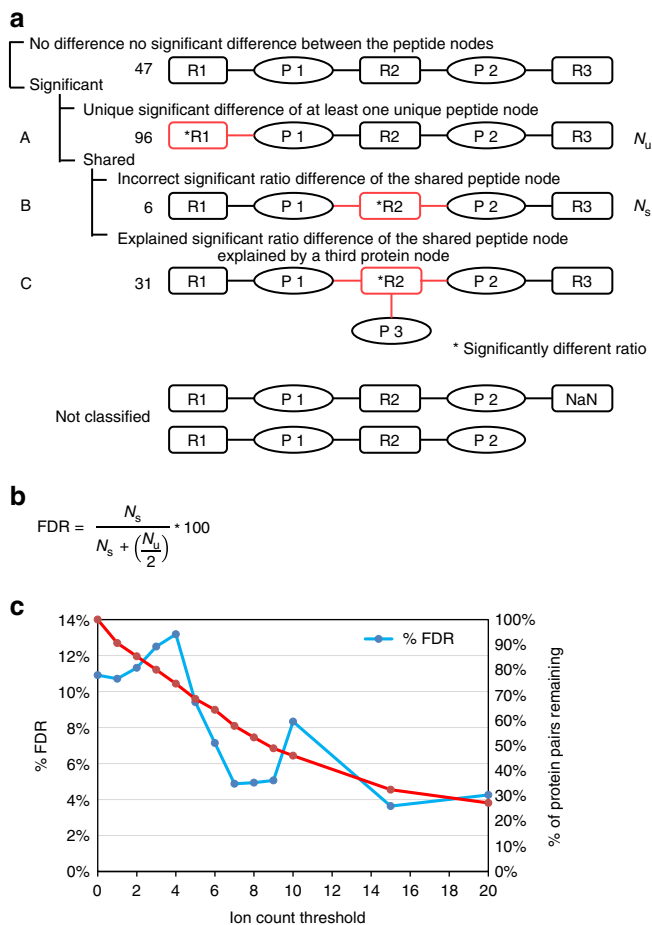 a
No difference no significant difference between the peptide nodes
47 R1 P 1 R2 P 2 R3
Significant
Unique significant difference of at least one unique peptide node
A 96 *R1 P 1 R2 P 2 R3 Nu
Shared
Incorrect significant ratio difference of the shared peptide node
B 6 R1 P 1 *R2 P 2 R3 Ns
Explained significant ratio difference of the shared peptide node
explained by a third protein node
C 31 R1 P 1 *R2 P 2 R3
P 3
* Significantly different ratio
Not classified
R1 P 1 R2 P 2 NaN
R1 P 1 R2 P 2
b
FDR = Ns / Ns + (Nu / 2) * 100
c
14%
12%
10%
8%
6%
4%
2%
0%
% FDR
% FDR
100%
90%
80%
70%
60%
50%
40%
30%
20%
10%
0%
% of protein pairs remaining
0 2 4 6 8 10 12 14 16 18 20
Ion count threshold